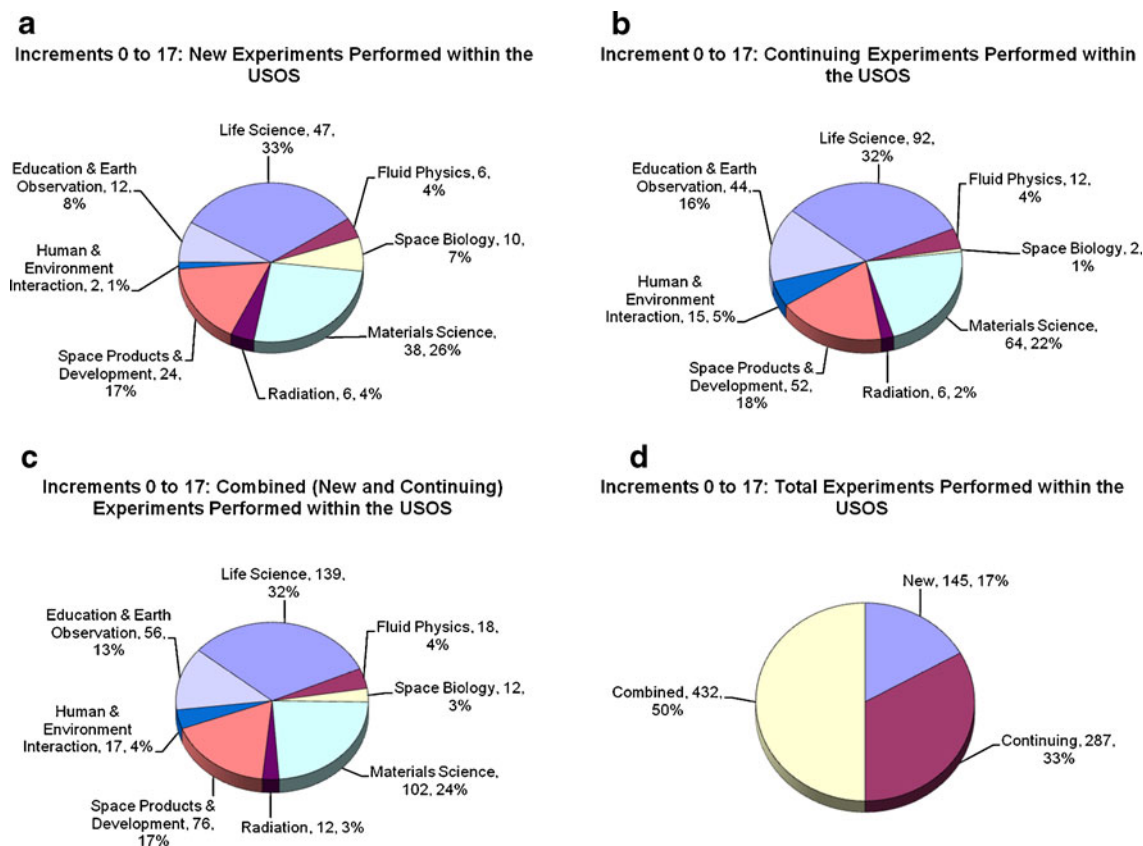 a
Increments 0 to 17: New Experiments Performed within the
USOS
Life Science, 47,
33%
Education & Earth
Observation, 12,
8%
Fluid Physics, 6,
4%
Human &
Environment
Interaction, 2, 1%
Space Biology, 10,
7%
Space Products &
Development, 24,
17%
Materials Science,
38, 26%
Radiation, 6, 4%
b
Increment 0 to 17: Continuing Experiments Performed within
the USOS
Life Science, 92,
32%
Education & Earth
Observation, 44,
16%
Fluid Physics, 12,
4%
Space Biology, 2,
1%
Human &
Environment
Interaction, 15, 5%
Materials Science,
64, 22%
Space Products &
Development, 52,
18%
Radiation, 6, 2%
c
Increments 0 to 17: Combined (New and Continuing)
Experiments Performed within the USOS
Life Science, 139,
32%
Education & Earth
Observation, 56,
13%
Fluid Physics, 18,
4%
Space Biology, 12,
3%
Human &
Environment
Interaction, 17, 4%
Materials Science,
102, 24%
Space Products &
Development, 76,
17%
Radiation, 12, 3%
d
Increments 0 to 17: Total Experiments Performed within the
USOS
New, 145, 17%
Combined, 432,
50%
Continuing, 287,
33%